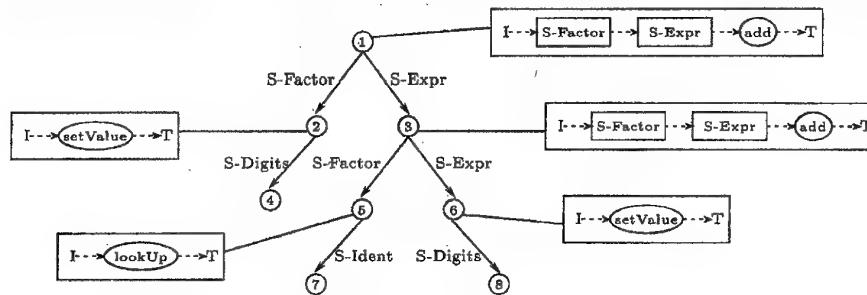 1
I S-Factor S-Expr add T
S-Factor S-Expr
I setValue T
2
3
I S-Factor S-Expr add T
S-Digits S-Factor S-Expr
4
5
6
I setValue T
I lookUp T
S-Ident S-Digits
7
8